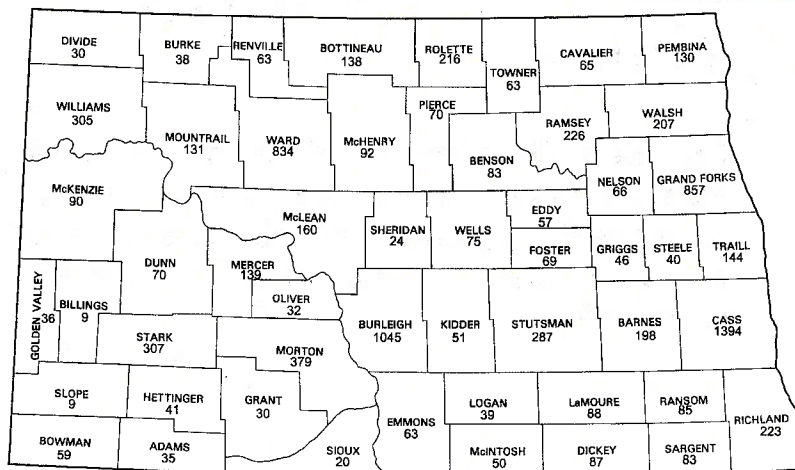 DIVIDE
30
BURKE
38
RENVILLE
63
BOTTINEAU
138
ROLETTE
216
TOWNER
63
CAVALIER
65
PEMBINA
130
WILLIAMS
305
MOUNTRAIL
131
WARD
834
McHENRY
92
PIERCE
70
BENSON
83
RAMSEY
226
WALSH
207
McKENZIE
90
McLEAN
160
SHERIDAN
24
WELLS
75
EDDY
57
FOSTER
69
NELSON
66
GRAND FORKS
857
DUNN
70
MERCER
139
OLIVER
32
GRIGGS
46
STEELE
40
TRAILL
144
GOLDEN VALLEY
36
BILLINGS
9
STARK
307
MORTON
379
BURLEIGH
1045
KIDDER
51
STUTSMAN
287
BARNES
198
CASS
1394
SLOPE
9
HETTINGER
41
GRANT
30
EMMONS
63
LOGAN
39
LaMOURE
88
RANSOM
85
RICHLAND
223
BOWMAN
59
ADAMS
35
SIOUX
20
McINTOSH
50
DICKEY
87
SARGENT
83